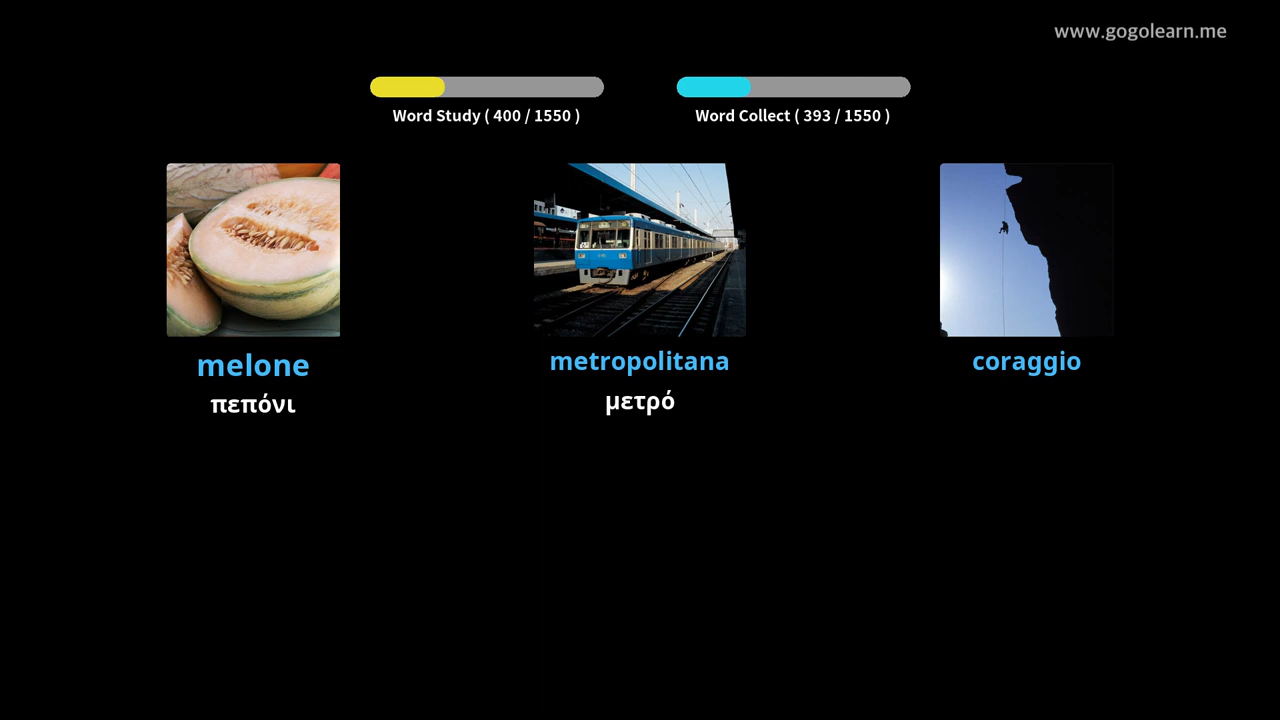 www.gogolearn.me
Word Study ( 400 / 1550 )
Word Collect ( 393 / 1550 )
melone
πεπόνι
metropolitana
μετρό
coraggio